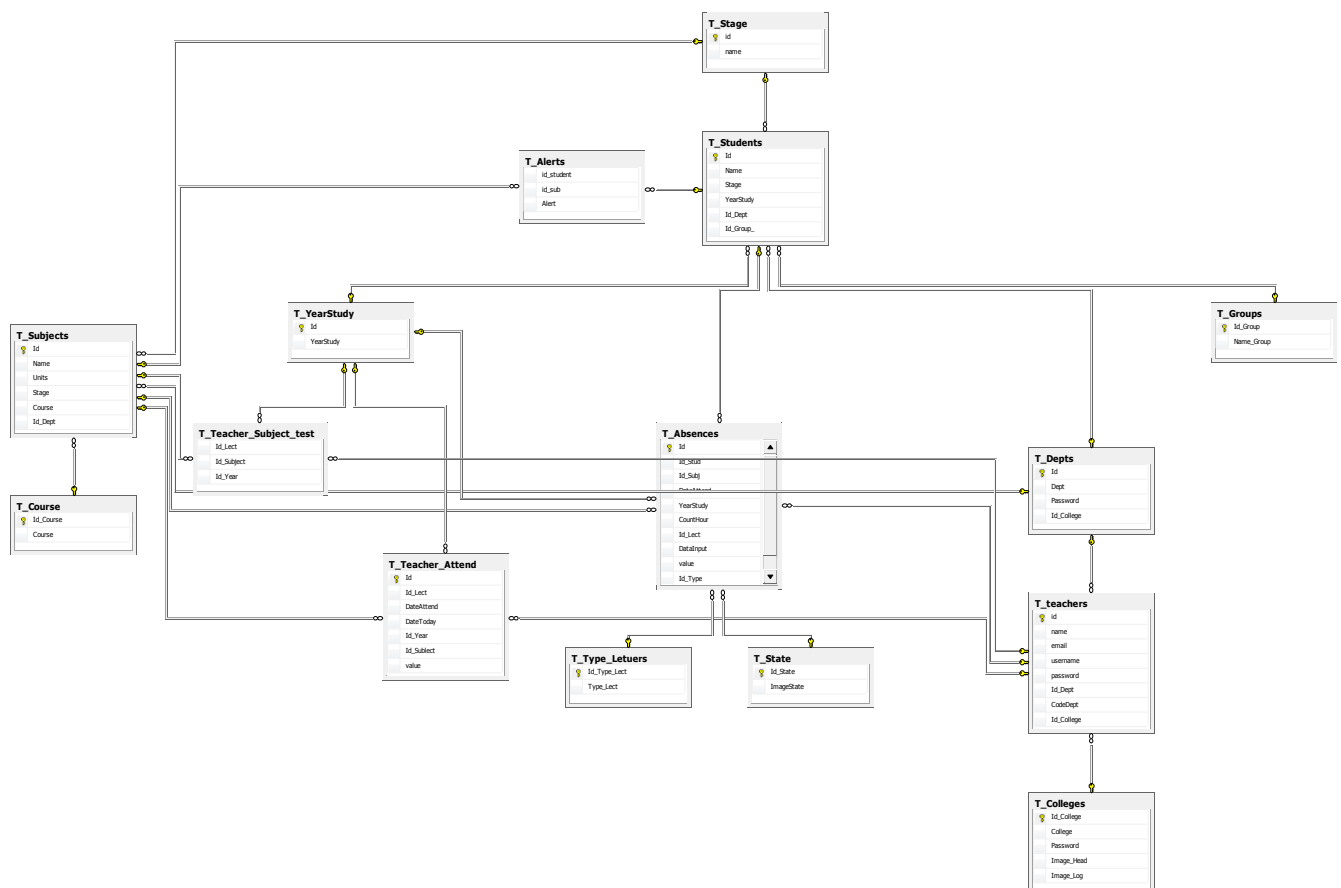 T_Stage
id
name
T_Students
Id
Name
Stage
YearStudy
Id_Dept
Id_Group_
T_Alerts
id_student
id_sub
Alert
T_YearStudy
Id
YearStudy
T_Groups
Id_Group
Name_Group
T_Subjects
Id
Name
Units
Stage
Course
Id_Dept
T_Teacher_Subject_test
Id_Lect
Id_Subject
Id_Year
T_Absences
Id
Id_Stud
Id_Subj
DateAttend
YearStudy
CountHour
Id_Lect
DataInput
value
Id_Type
T_Depts
Id
Dept
Password
Id_College
T_Course
Id_Course
Course
T_Teacher_Attend
Id
Id_Lect
DateAttend
DateToday
Id_Year
Id_Sublect
value
T_teachers
id
name
email
username
password
Id_Dept
CodeDept
Id_College
T_Type_Letuers
Id_Type_Lect
Type_Lect
T_State
Id_State
ImageState
T_Colleges
Id_College
College
Password
Image_Head
Image_Log